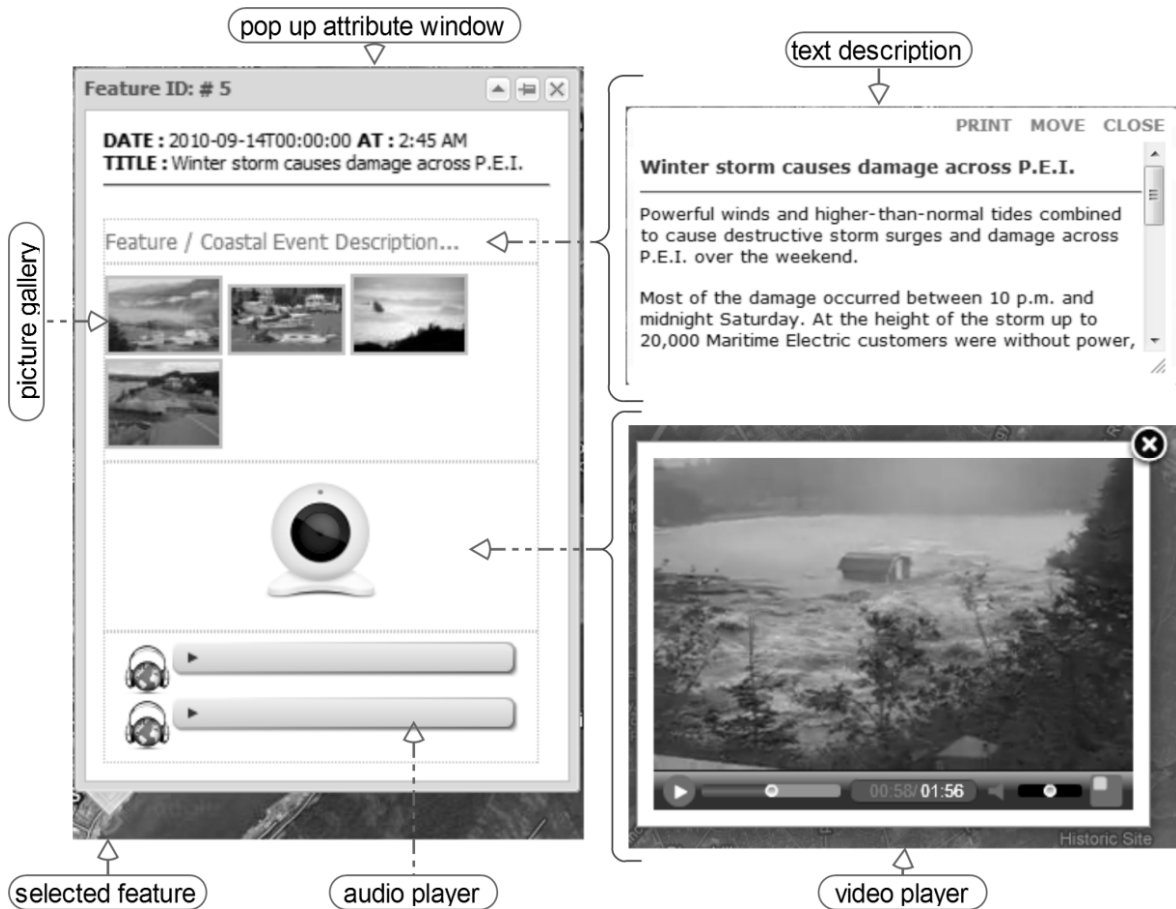 pop up attribute window
text description
Feature ID: # 5
DATE : 2010-09-14T00:00:00 AT : 2:45 AM
TITLE : Winter storm causes damage across P.E.I.
Feature / Coastal Event Description...
picture gallery
PRINT MOVE CLOSE
Winter storm causes damage across P.E.I.
Powerful winds and higher-than-normal tides combined
to cause destructive storm surges and damage across
P.E.I. over the weekend.
Most of the damage occurred between 10 p.m. and
midnight Saturday. At the height of the storm up to
20,000 Maritime Electric customers were without power,
00:58/01:56
Historic Site
selected feature
audio player
video player